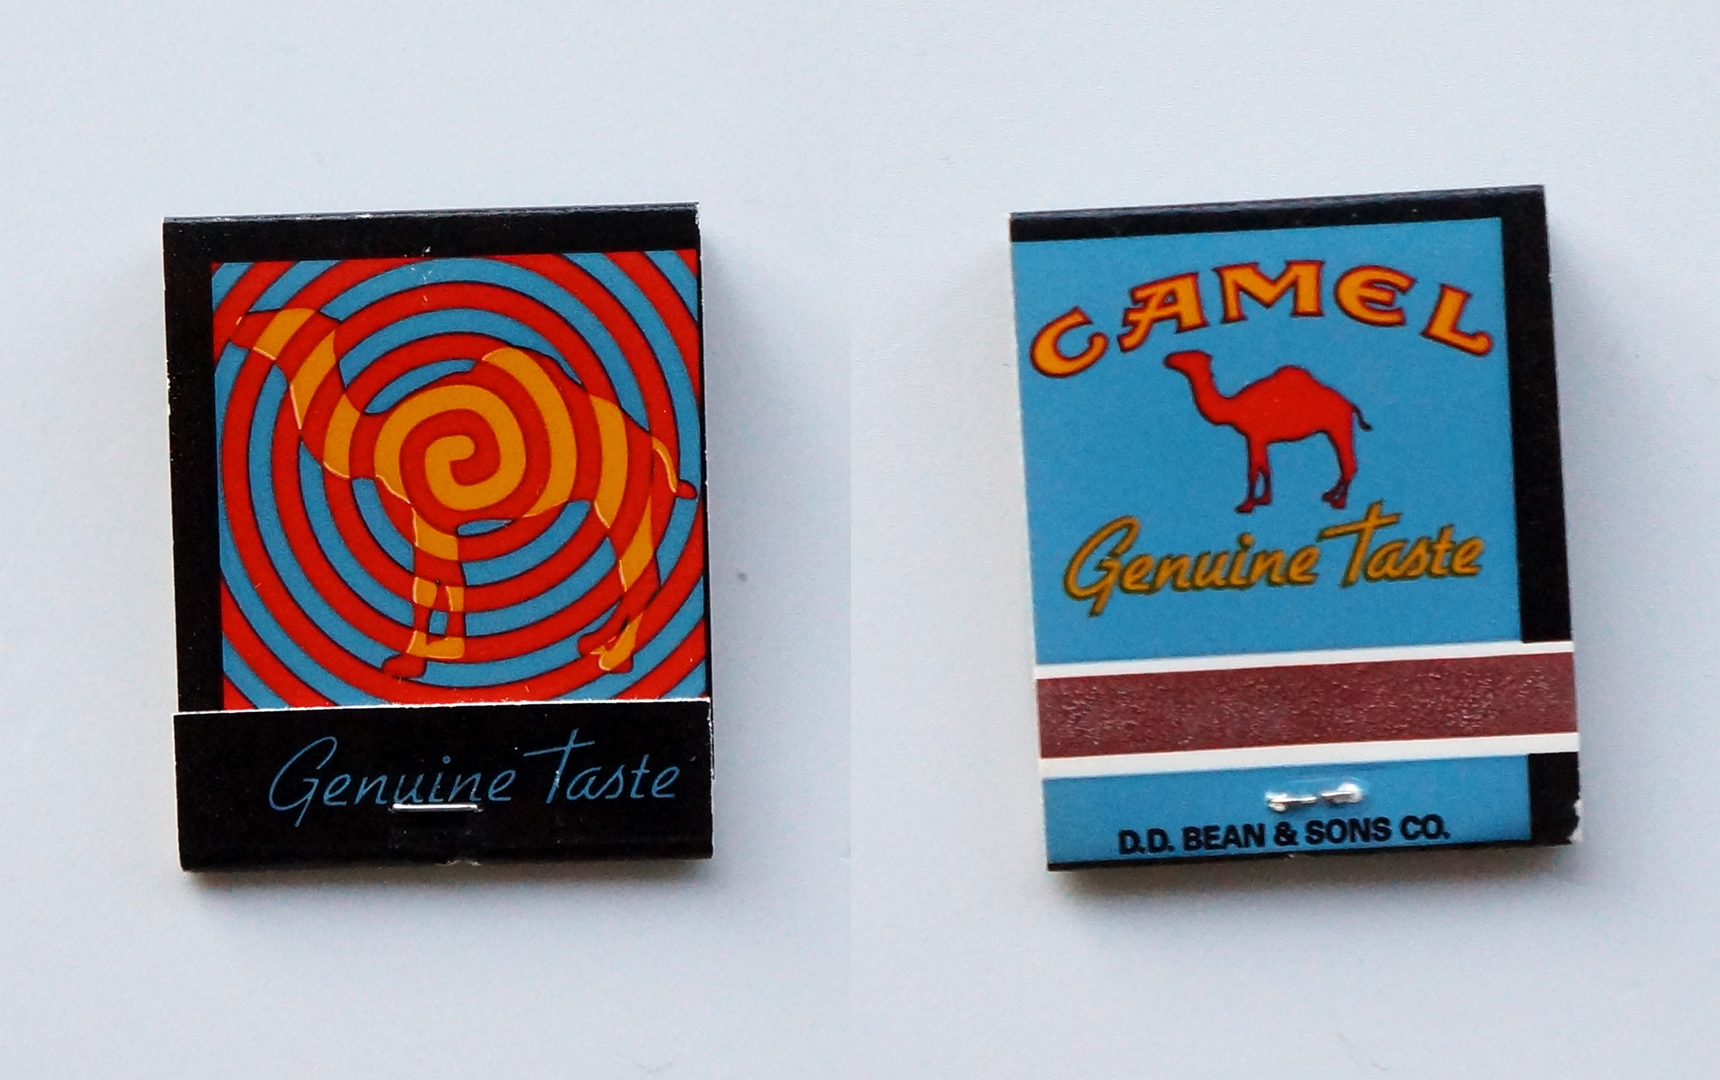 Genuine Taste
CAMEL
Genuine Taste
D.D. BEAN & SONS CO.